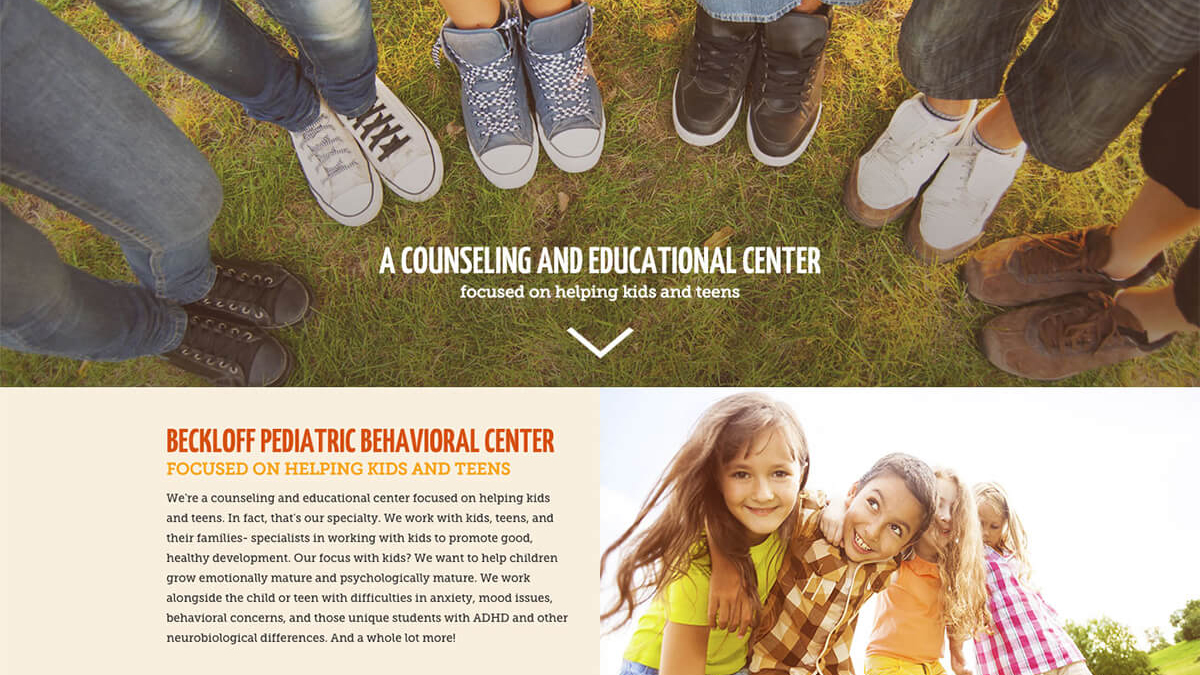 A COUNSELING AND EDUCATIONAL CENTER
focused on helping kids and teens
BECKLOFF PEDIATRIC BEHAVIORAL CENTER
FOCUSED ON HELPING KIDS AND TEENS
We're a counseling and educational center focused on helping kids
and teens. In fact, that's our specialty. We work with kids, teens, and
their families- specialists in working with kids to promote good,
healthy development. Our focus with kids? We want to help children
grow emotionally mature and psychologically mature. We work
alongside the child or teen with difficulties in anxiety, mood issues,
behavioral concerns, and those unique students with ADHD and other
neurobiological differences. And a whole lot more!